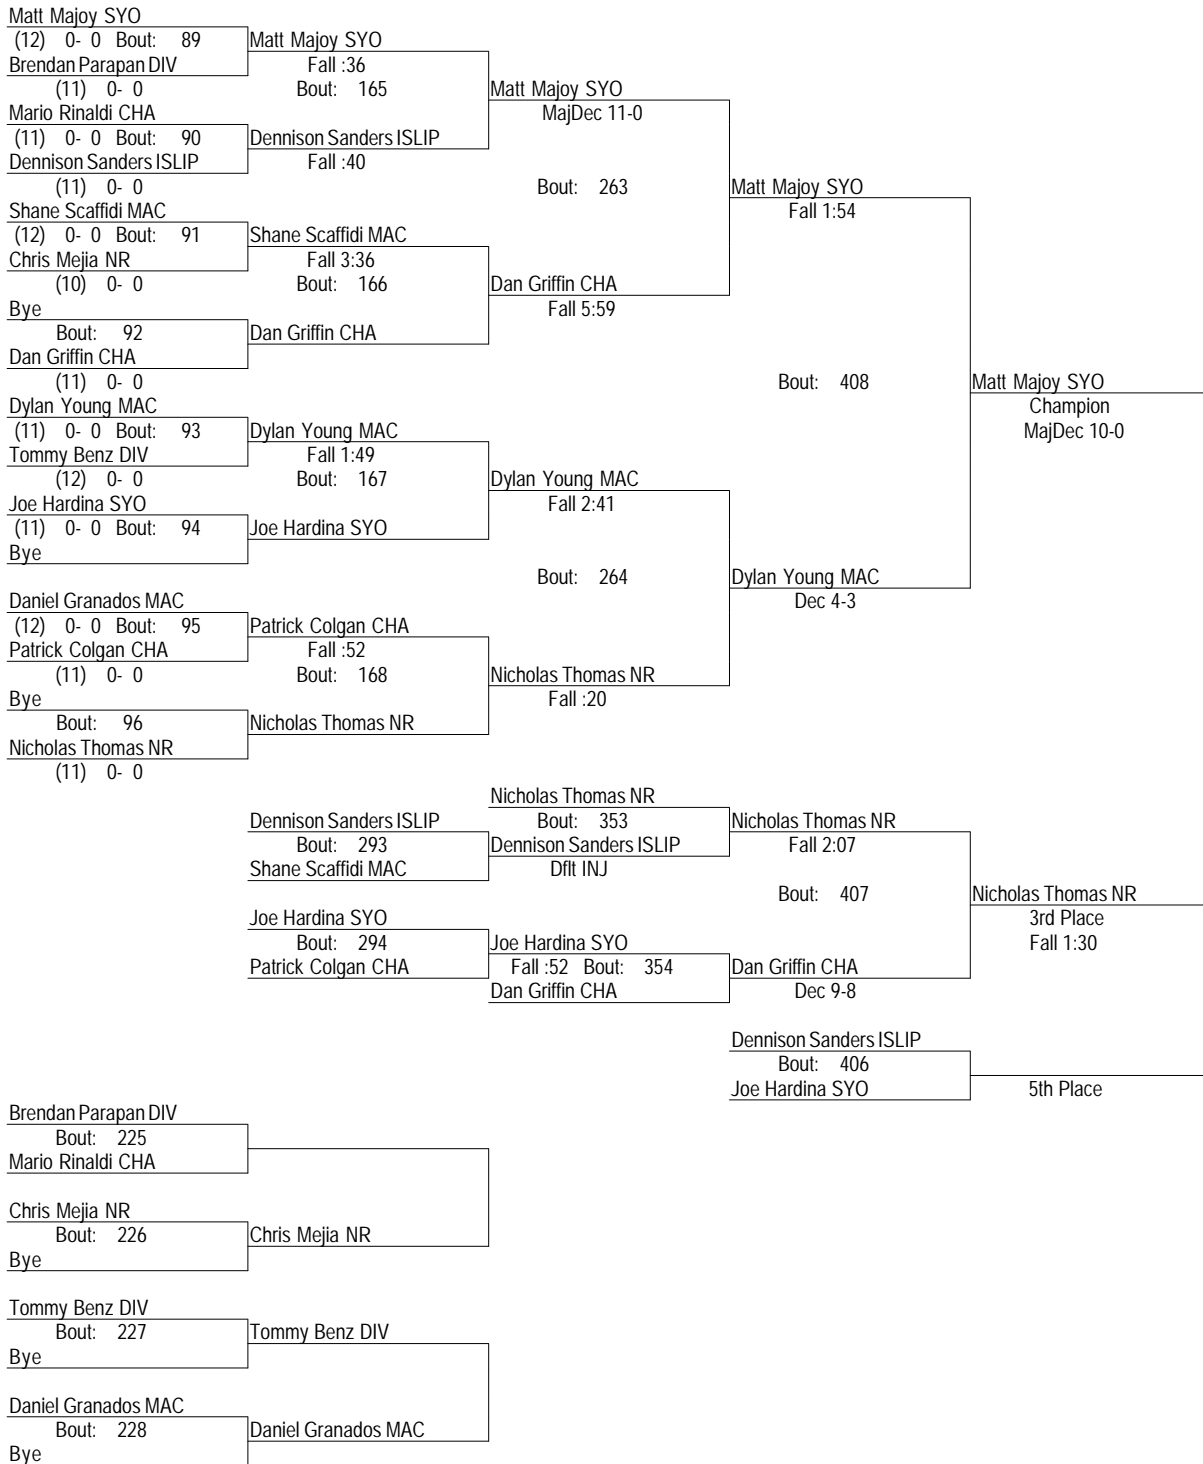 Matt Majoy SYO
(12) 0- 0 Bout: 89 Matt Majoy SYO
Brendan Parapan DIV Fall :36
(11) 0- 0 Bout: 165 Matt Majoy SYO
Mario Rinaldi CHA MajDec 11-0
(11) 0- 0 Bout: 90 Dennison Sanders ISLIP
Dennison Sanders ISLIP Fall :40
(11) 0- 0 Bout: 263 Matt Majoy SYO
Shane Scaffidi MAC Fall 1:54
(12) 0- 0 Bout: 91 Shane Scaffidi MAC
Chris Mejia NR Fall 3:36
(10) 0- 0 Bout: 166 Dan Griffin CHA
Bye Fall 5:59
Bout: 92 Dan Griffin CHA
Dan Griffin CHA
(11) 0- 0 Bout: 408 Matt Majoy SYO
Dylan Young MAC Champion
(11) 0- 0 Bout: 93 Dylan Young MAC MajDec 10-0
Tommy Benz DIV Fall 1:49
(12) 0- 0 Bout: 167 Dylan Young MAC
Joe Hardina SYO Fall 2:41
(11) 0- 0 Bout: 94 Joe Hardina SYO
Bye
Bout: 264 Dylan Young MAC
Daniel Granados MAC Dec 4-3
(12) 0- 0 Bout: 95 Patrick Colgan CHA
Patrick Colgan CHA Fall :52
(11) 0- 0 Bout: 168 Nicholas Thomas NR
Bye Fall :20
Bout: 96 Nicholas Thomas NR
Nicholas Thomas NR
(11) 0- 0
Nicholas Thomas NR
Dennison Sanders ISLIP Bout: 353 Nicholas Thomas NR
Bout: 293 Dennison Sanders ISLIP Fall 2:07
Shane Scaffidi MAC Dflt INJ
Bout: 407 Nicholas Thomas NR
Joe Hardina SYO 3rd Place
Bout: 294 Joe Hardina SYO Fall 1:30
Patrick Colgan CHA Fall :52 Bout: 354 Dan Griffin CHA
Dan Griffin CHA Dec 9-8
Dennison Sanders ISLIP
Bout: 406
Joe Hardina SYO 5th Place
Brendan Parapan DIV
Bout: 225
Mario Rinaldi CHA
Chris Mejia NR
Bout: 226 Chris Mejia NR
Bye
Tommy Benz DIV
Bout: 227 Tommy Benz DIV
Bye
Daniel Granados MAC
Bout: 228 Daniel Granados MAC
Bye